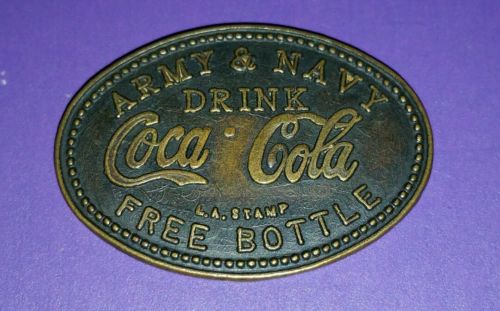 ARMY & NAVY
DRINK
Coca·Cola
L.A. STAMP
FREE BOTTLE